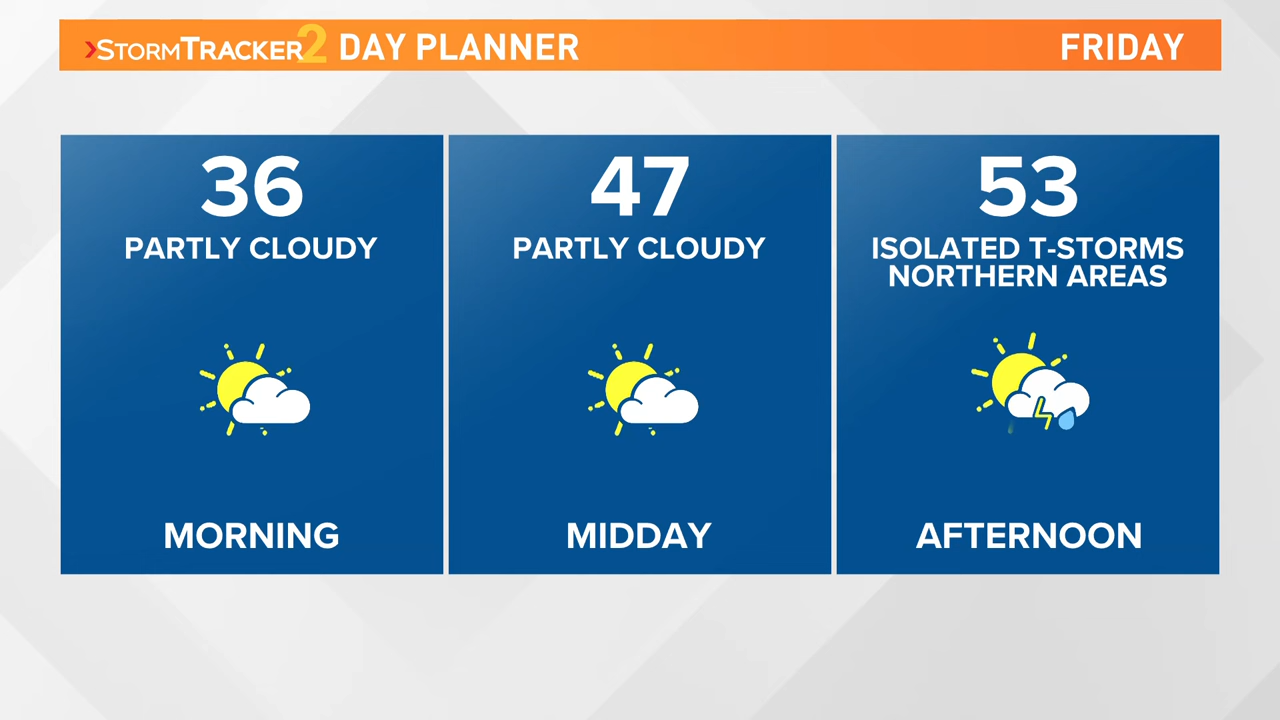 STORMTRACKER2 DAY PLANNER FRIDAY
36
PARTLY CLOUDY
MORNING
47
PARTLY CLOUDY
MIDDAY
53
ISOLATED T-STORMS
NORTHERN AREAS
AFTERNOON